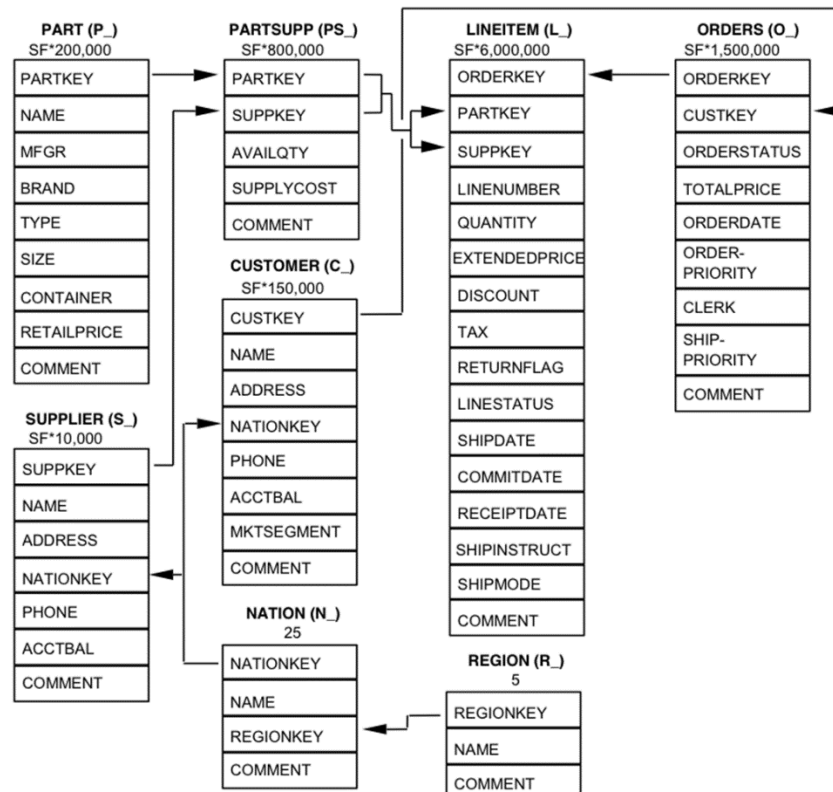 PART (P_)
SF*200,000
PARTKEY
NAME
MFGR
BRAND
TYPE
SIZE
CONTAINER
RETAILPRICE
COMMENT
SUPPLIER (S_)
SF*10,000
SUPPKEY
NAME
ADDRESS
NATIONKEY
PHONE
ACCTBAL
COMMENT
PARTSUPP (PS_)
SF*800,000
PARTKEY
SUPPKEY
AVAILQTY
SUPPLYCOST
COMMENT
CUSTOMER (C_)
SF*150,000
CUSTKEY
NAME
ADDRESS
NATIONKEY
PHONE
ACCTBAL
MKTSEGMENT
COMMENT
NATION (N_)
25
NATIONKEY
NAME
REGIONKEY
COMMENT
LINEITEM (L_)
SF*6,000,000
ORDERKEY
PARTKEY
SUPPKEY
LINENUMBER
QUANTITY
EXTENDEDPRICE
DISCOUNT
TAX
RETURNFLAG
LINESTATUS
SHIPDATE
COMMITDATE
RECEIPTDATE
SHIPINSTRUCT
SHIPMODE
COMMENT
REGION (R_)
5
REGIONKEY
NAME
COMMENT
ORDERS (O_)
SF*1,500,000
ORDERKEY
CUSTKEY
ORDERSTATUS
TOTALPRICE
ORDERDATE
ORDER-
PRIORITY
CLERK
SHIP-
PRIORITY
COMMENT